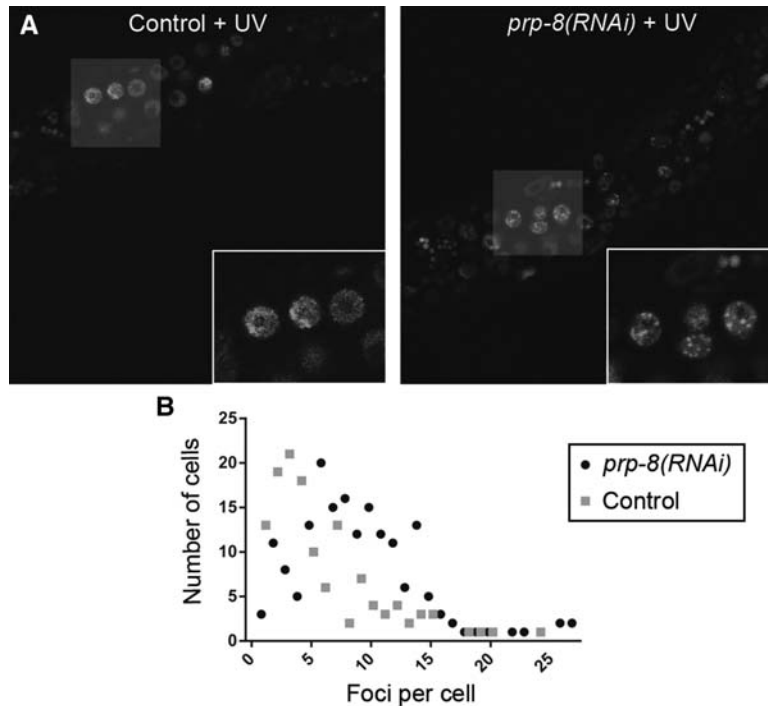 A
Control + UV
prp-8(RNAi) + UV
B
25
20
15
10
5
0
Number of cells
0
5
10
15
20
25
Foci per cell
prp-8(RNAi)
Control